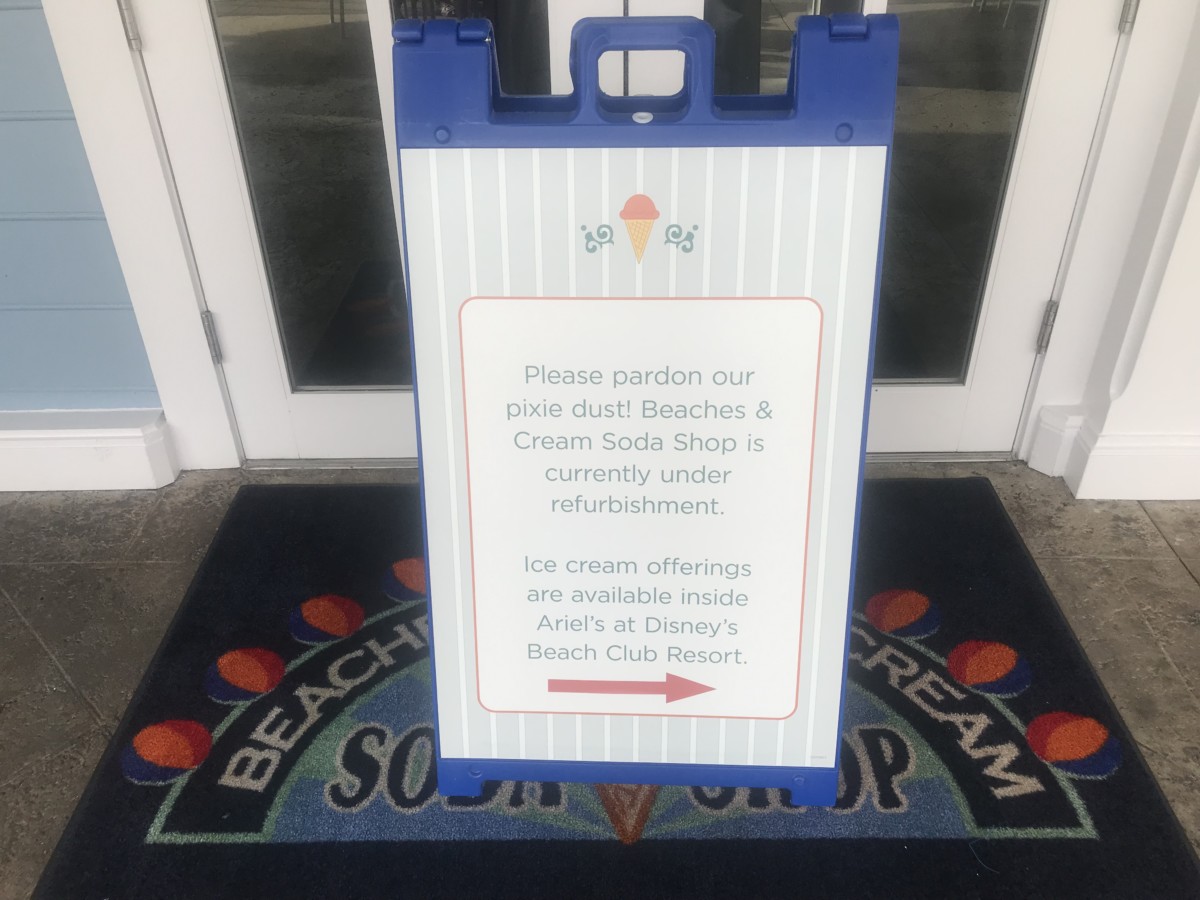 Please pardon our
pixie dust! Beaches &
Cream Soda Shop is
currently under
refurbishment.
Ice cream offerings
are available inside
Ariel's at Disney's
Beach Club Resort.
CREAM